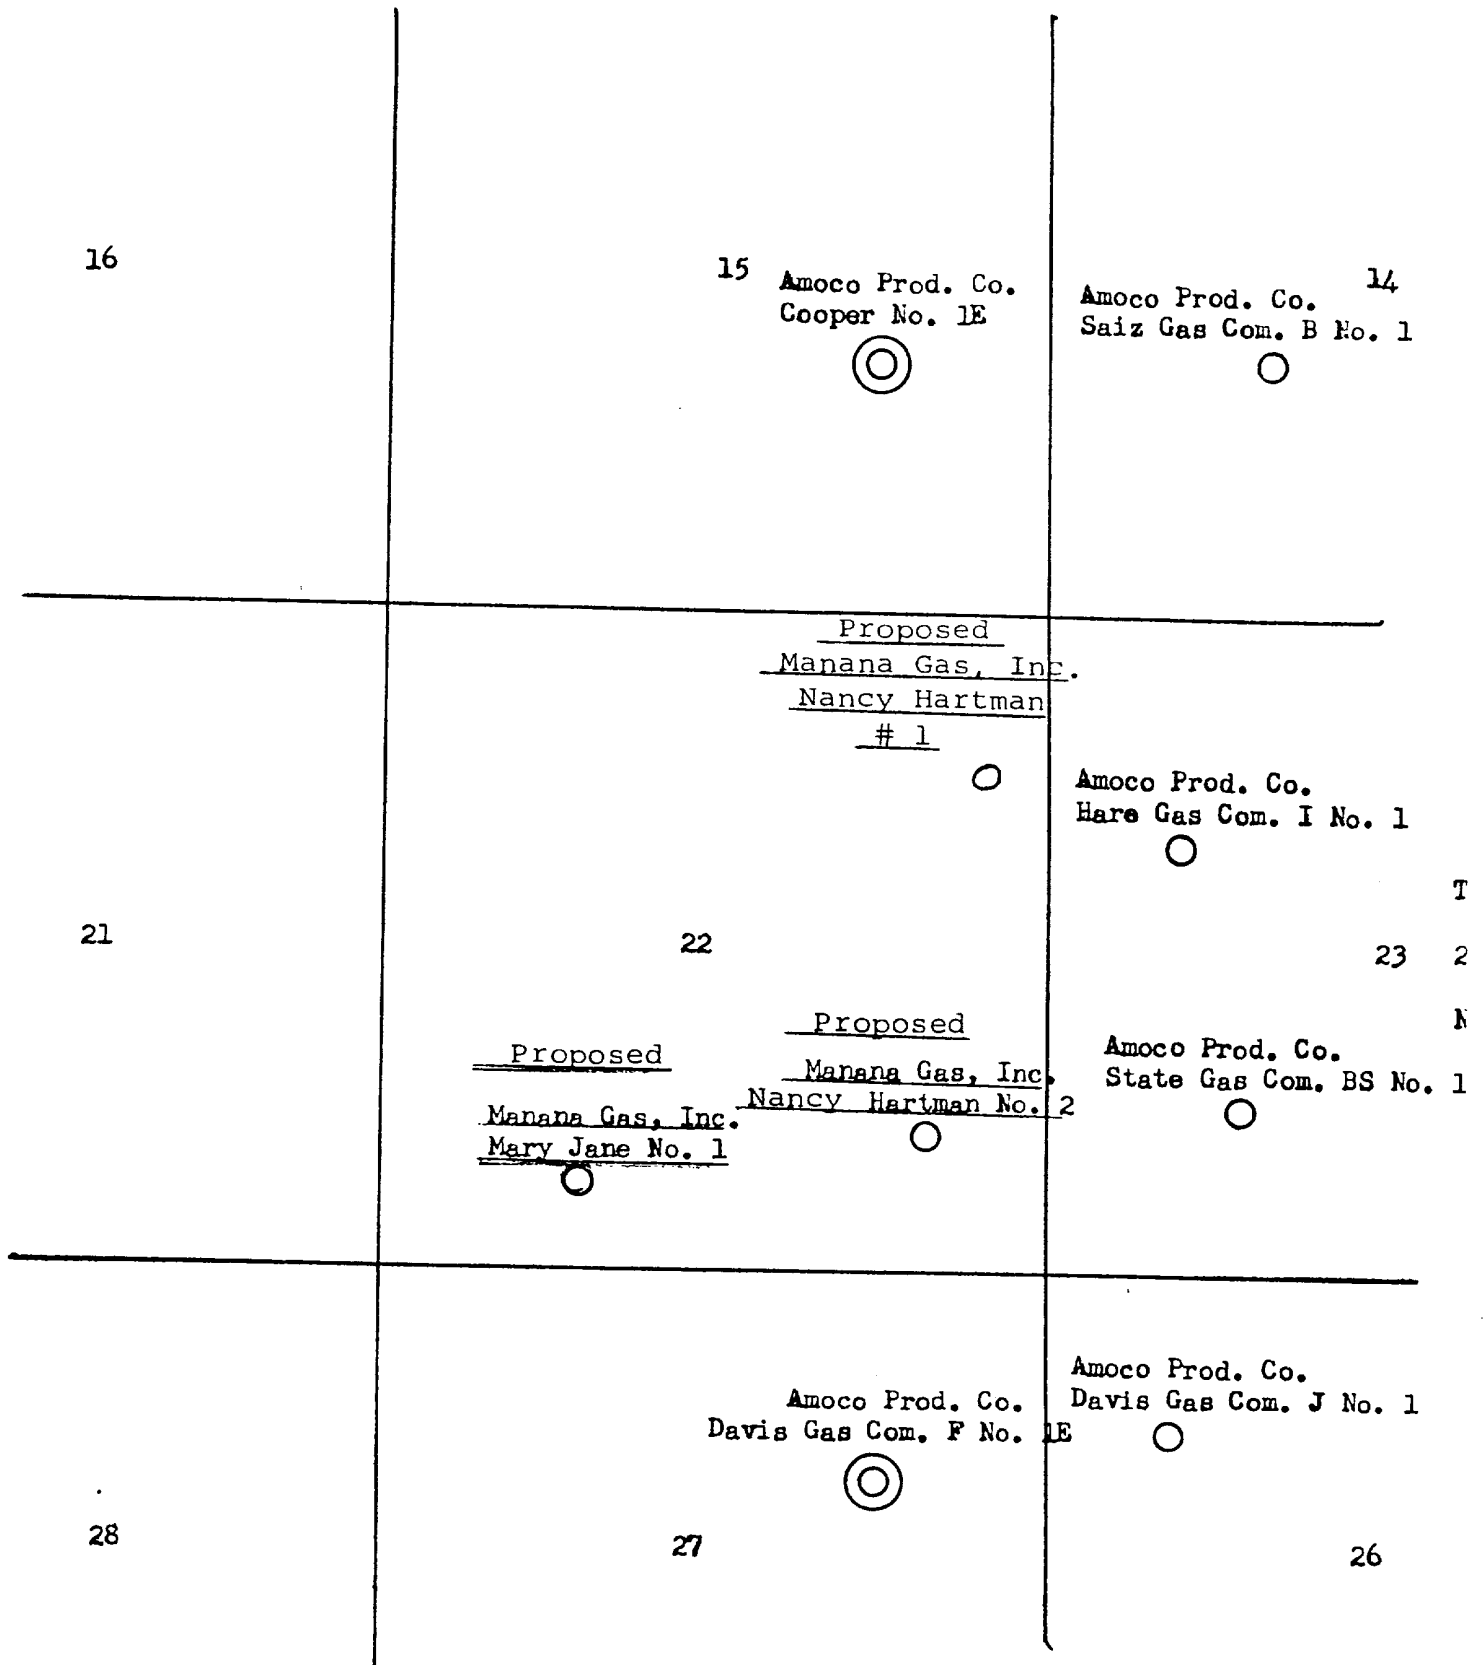 16
15
Amoco Prod. Co.
Cooper No. 1E
14
Amoco Prod. Co.
Saiz Gas Com. B No. 1
Proposed
Manana Gas, Inc.
Nancy Hartman
# 1
Amoco Prod. Co.
Hare Gas Com. I No. 1
T
21
22
23
2
N
Proposed
Manana Gas, Inc.
Mary Jane No. 1
Proposed
Manana Gas, Inc.
Nancy Hartman No. 2
Amoco Prod. Co.
State Gas Com. BS No. 1
Amoco Prod. Co.
Davis Gas Com. F No. 1E
Amoco Prod. Co.
Davis Gas Com. J No. 1
28
27
26